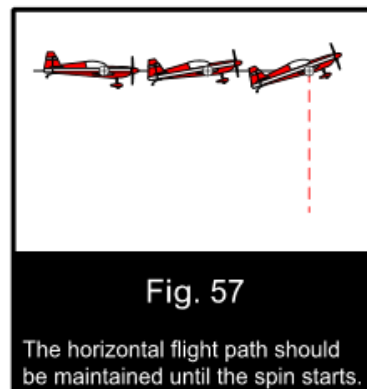 Fig. 57
The horizontal flight path should
be maintained until the spin starts.